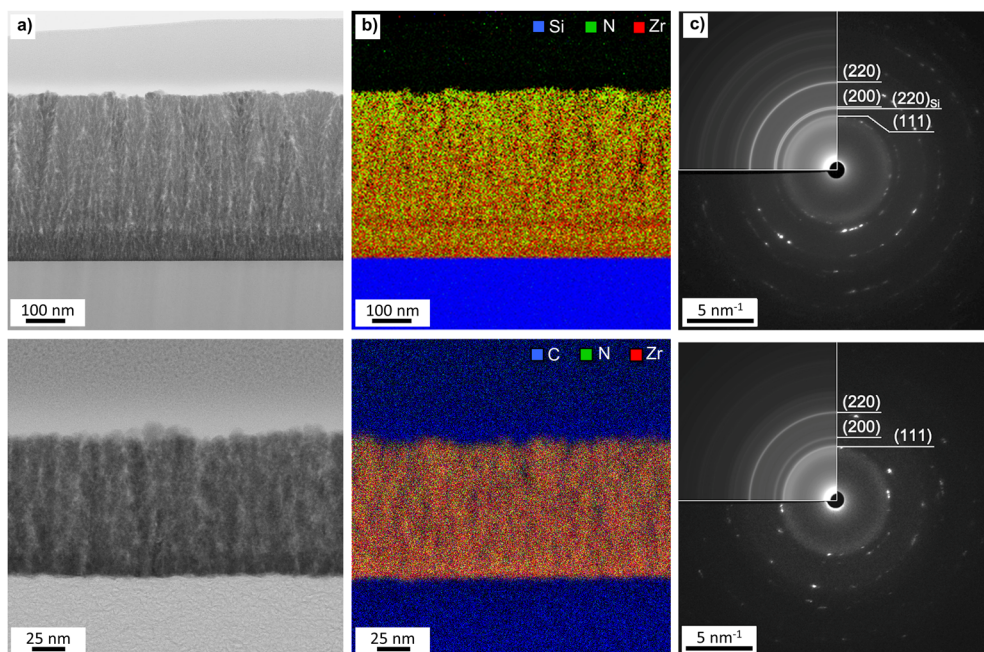 a)
100 nm
b)
Si N Zr
100 nm
c)
(220)
(200) (220)Si
(111)
5 nm-1
25 nm
C N Zr
25 nm
(220)
(200)
(111)
5 nm-1